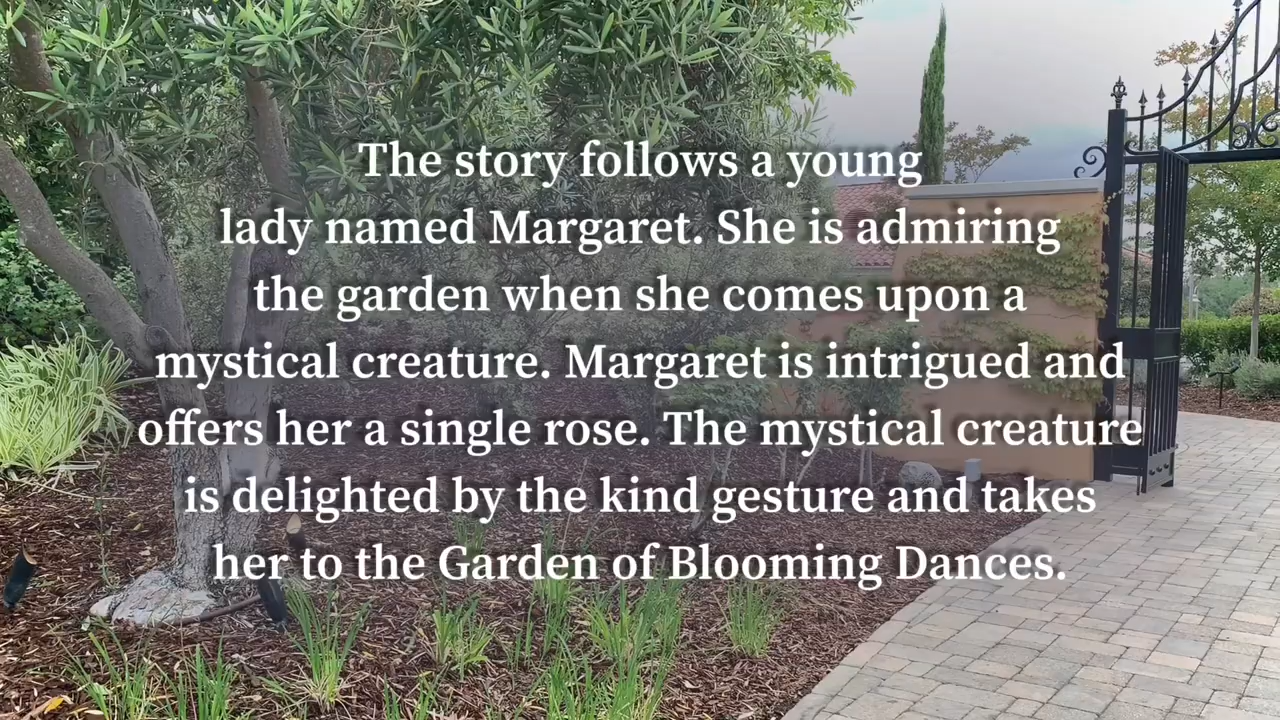 The story follows a young
lady named Margaret. She is admiring
the garden when she comes upon a
mystical creature. Margaret is intrigued and
offers her a single rose. The mystical creature
is delighted by the kind gesture and takes
her to the Garden of Blooming Dances.